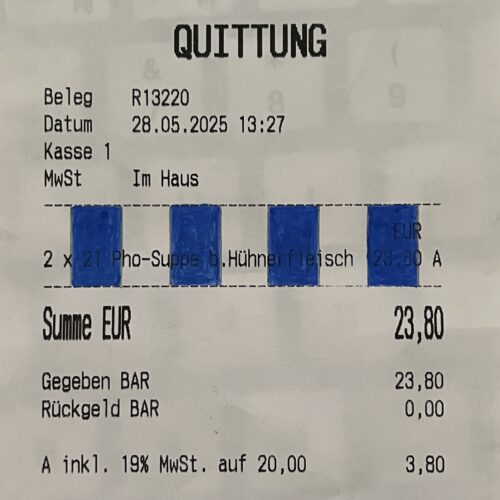 QUITTUNG
Beleg R13220
Datum 28.05.2025 13:27
Kasse 1
MwSt Im Haus
EUR
2 x 21 Pho-Suppe b.Hühnerfleisch 23,80 A
Summe EUR 23,80
Gegeben BAR 23,80
Rückgeld BAR 0,00
A inkl. 19% MwSt. auf 20,00 3,80